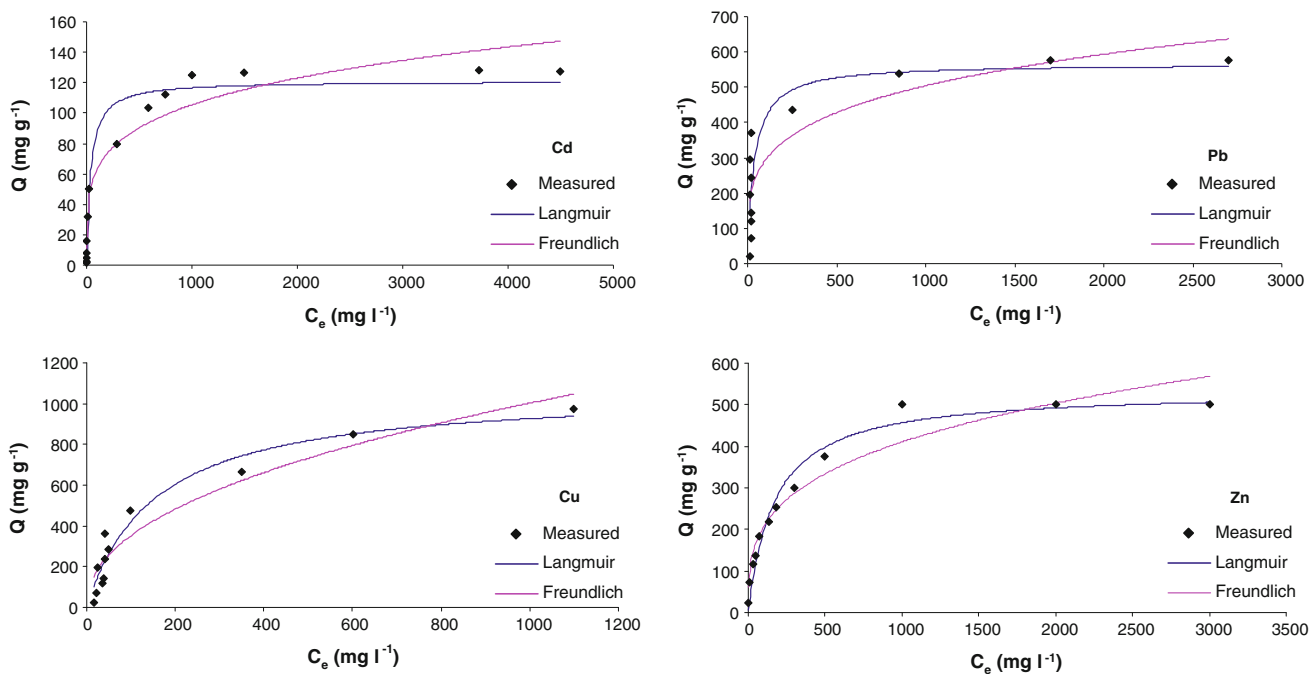 160
140
120
100
80
60
40
20
0
Q (mg g⁻¹)
Cd
Measured
Langmuir
Freundlich
0 1000 2000 3000 4000 5000
Cₑ (mg l⁻¹)
700
600
500
400
300
200
100
0
Q (mg g⁻¹)
Pb
Measured
Langmuir
Freundlich
0 500 1000 1500 2000 2500 3000
Cₑ (mg l⁻¹)
1200
1000
800
600
400
200
0
Q (mg g⁻¹)
Cu
Measured
Langmuir
Freundlich
0 200 400 600 800 1000 1200
Cₑ (mg l⁻¹)
600
500
400
300
200
100
0
Q (mg g⁻¹)
Zn
Measured
Langmuir
Freundlich
0 500 1000 1500 2000 2500 3000 3500
Cₑ (mg l⁻¹)